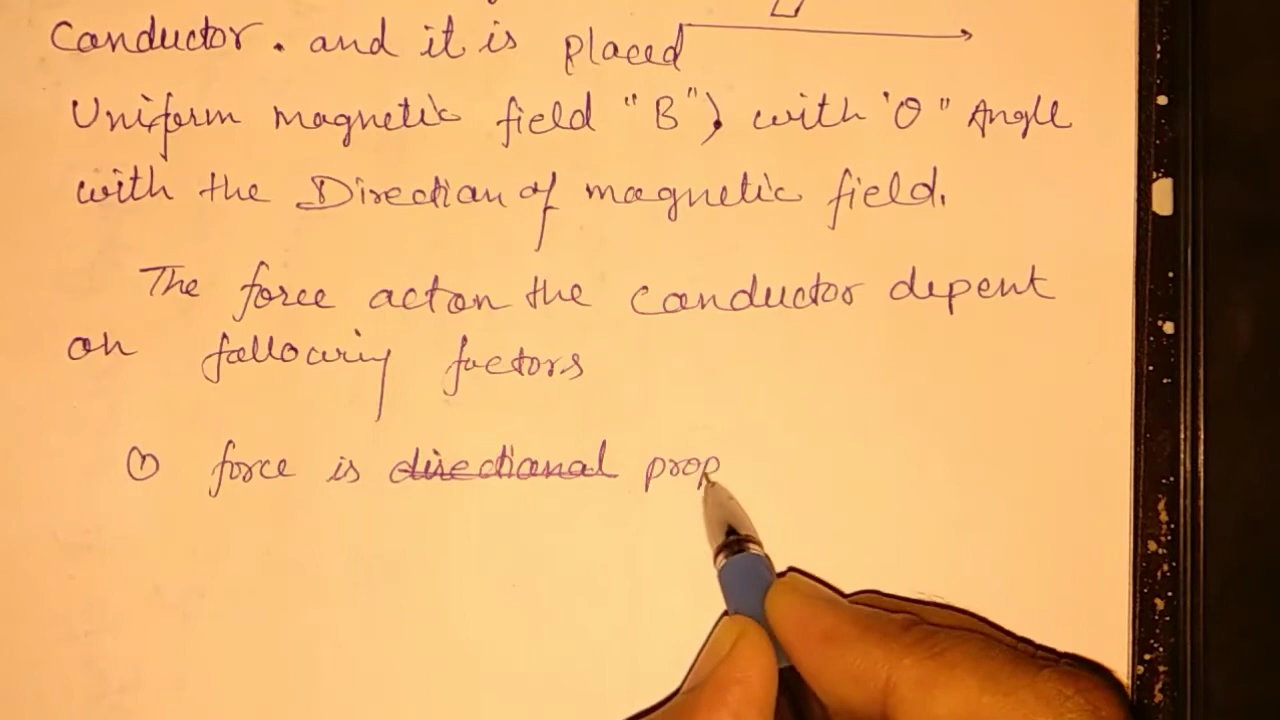 Conductor. and it is placed
Uniform magnetic field "B") with 'θ" Angle
with the Direction of magnetic field.
The force act on the conductor depent
on following factors
① force is directional prop